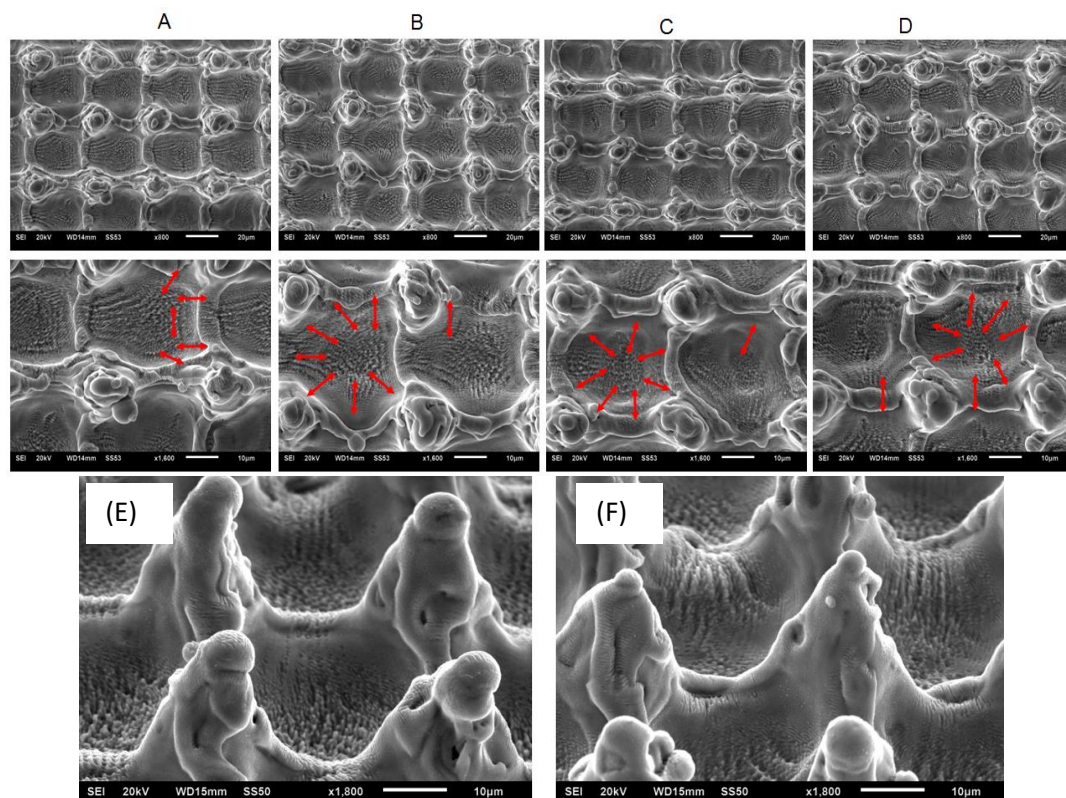 A B C D
SEI 20kV WD14mm SS53 x800 20μm
SEI 20kV WD14mm SS53 x800 20μm
SEI 20kV WD14mm SS53 x800 20μm
SEI 20kV WD14mm SS53 x800 20μm
SEI 20kV WD14mm SS53 x1,600 10μm
SEI 20kV WD14mm SS53 x1,600 10μm
SEI 20kV WD14mm SS53 x1,600 10μm
SEI 20kV WD14mm SS53 x1,600 10μm
(E) (F)
SEI 20kV WD15mm SS50 x1,800 10μm
SEI 20kV WD15mm SS50 x1,800 10μm